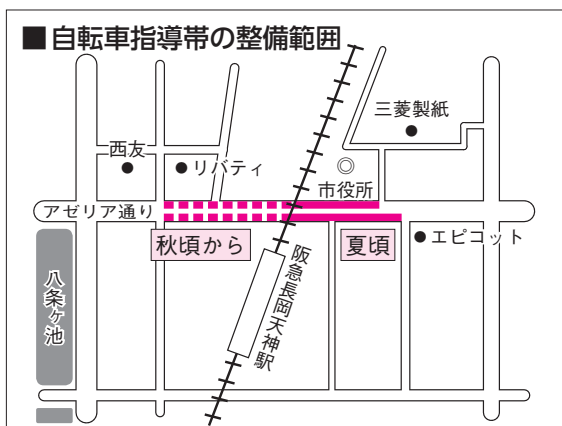 ■自転車指導帯の整備範囲
三菱製紙
西友
リバティ
市役所
アゼリア通り
秋頃から
夏頃
エピコット
阪急長岡天神駅
八条ヶ池